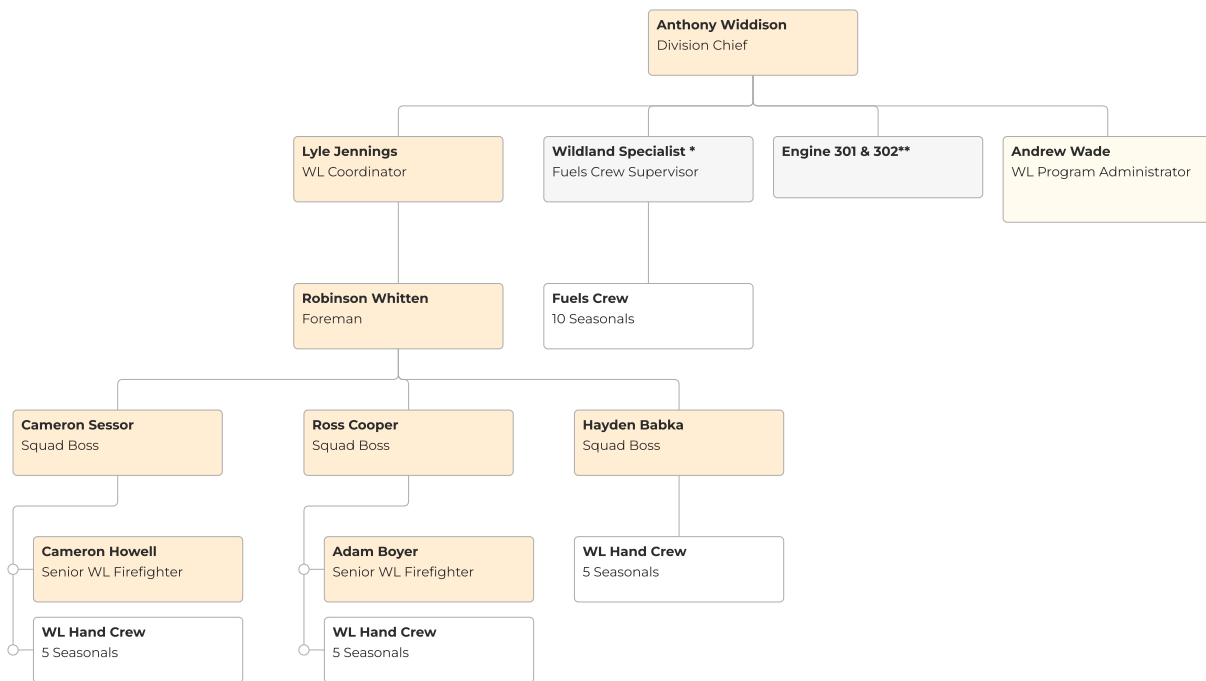 Anthony Widdison
Division Chief
Lyle Jennings
WL Coordinator
Wildland Specialist *
Fuels Crew Supervisor
Engine 301 & 302**
Andrew Wade
WL Program Administrator
Robinson Whitten
Foreman
Fuels Crew
10 Seasonals
Cameron Sessor
Squad Boss
Ross Cooper
Squad Boss
Hayden Babka
Squad Boss
Cameron Howell
Senior WL Firefighter
Adam Boyer
Senior WL Firefighter
WL Hand Crew
5 Seasonals
WL Hand Crew
5 Seasonals
WL Hand Crew
5 Seasonals